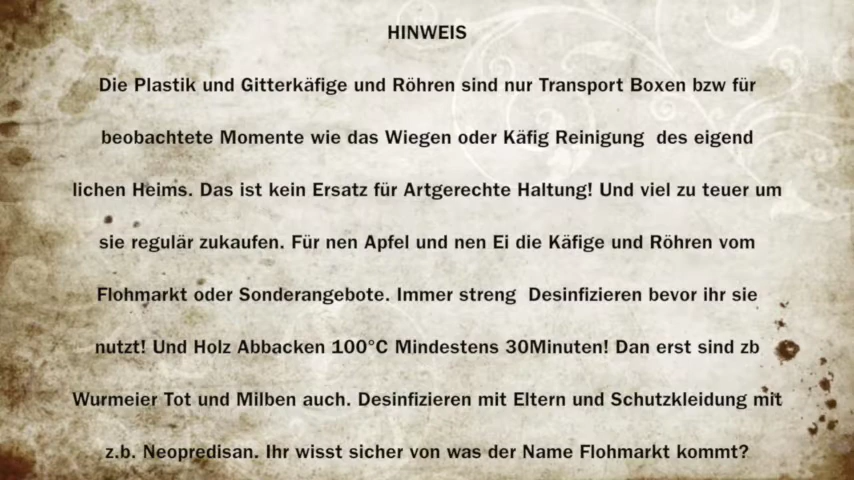 HINWEIS
Die Plastik und Gitterkäfige und Röhren sind nur Transport Boxen bzw für
beobachtete Momente wie das Wiegen oder Käfig Reinigung  des eigend
lichen Heims. Das ist kein Ersatz für Artgerechte Haltung! Und viel zu teuer um
sie regulär zukaufen. Für nen Apfel und nen Ei die Käfige und Röhren vom
Flohmarkt oder Sonderangebote. Immer streng  Desinfizieren bevor ihr sie
nutzt! Und Holz Abbacken 100°C Mindestens 30Minuten! Dan erst sind zb
Wurmeier Tot und Milben auch. Desinfizieren mit Eltern und Schutzkleidung mit
z.b. Neopredisan. Ihr wisst sicher von was der Name Flohmarkt kommt?